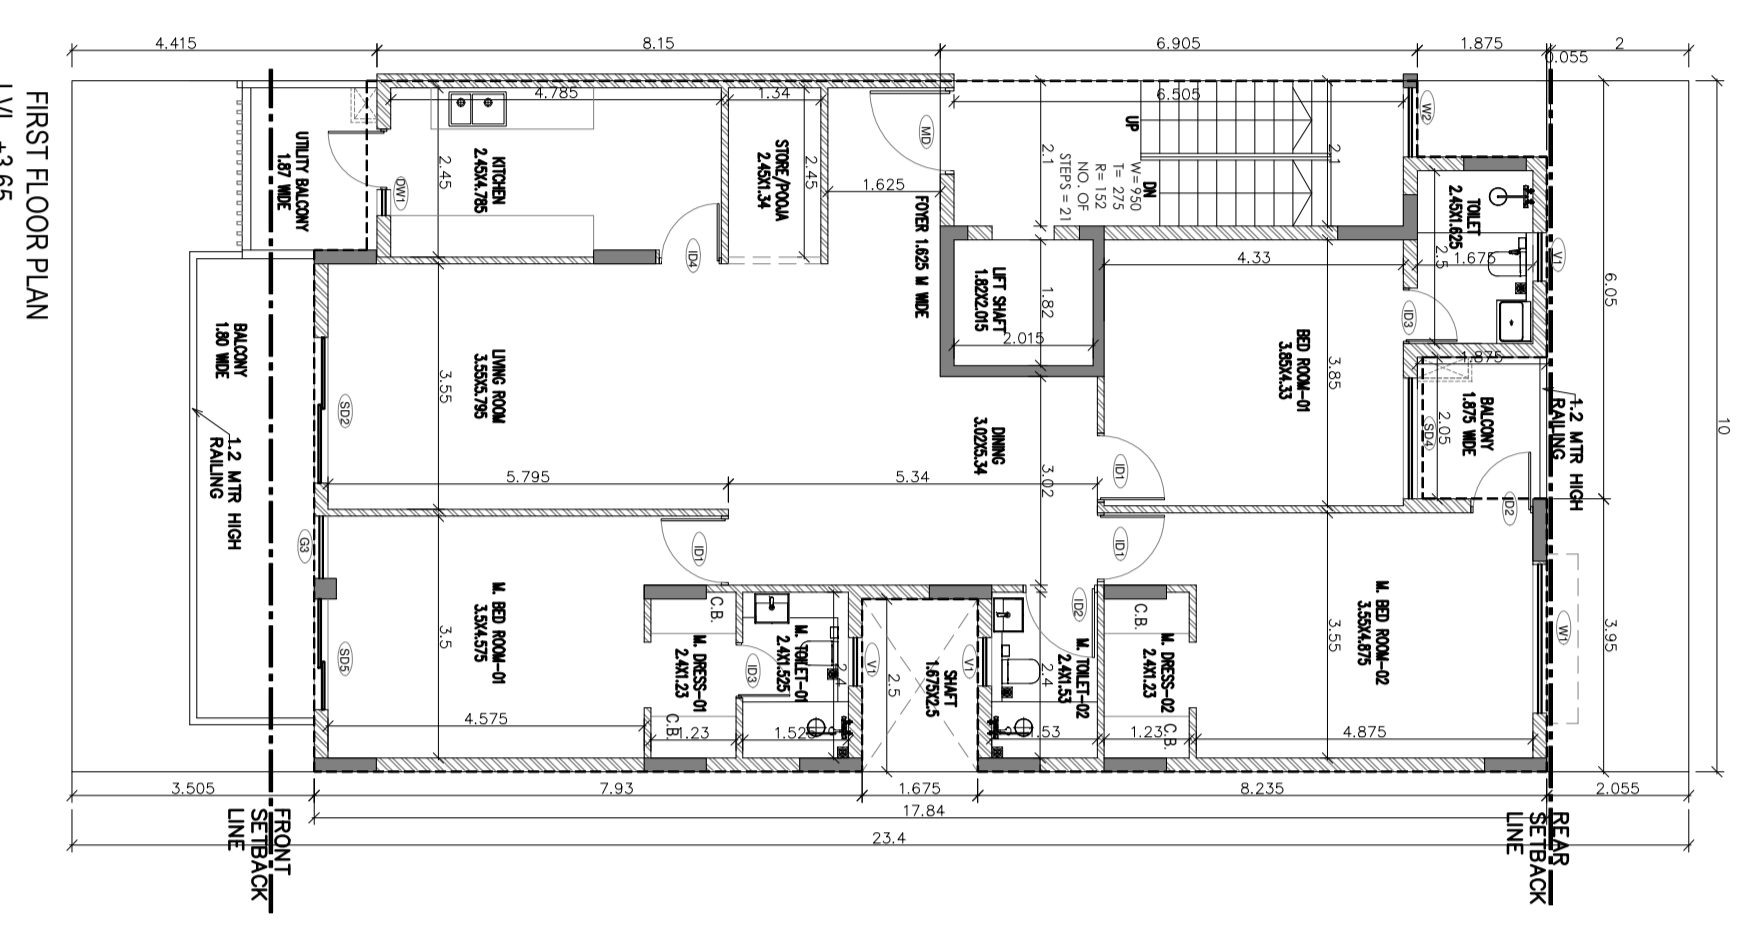 4.415
8.15
6.905
1.875
0.055
2
FIRST FLOOR PLAN
LVL +3.65
UTILITY BALCONY
1.87 WIDE
4.785
KITCHEN
2.45X4.785
2.45
DW1
1.34
STORE/POOJA
2.45X1.34
2.45
1.625
MD
FOYER 1.625 M WIDE
ID4
6.505
2.1
UP
DN
W=950
T= 275
R= 152
NO. OF
STEPS = 21
2.1
W2
TOILET
2.45X1.625
2.5
1.675
V1
ID3
6.05
10
LIFT SHAFT
1.82X2.015
1.82
2.015
4.33
BED ROOM-01
3.85X4.33
3.85
1.875
BALCONY
1.875 WIDE
2.05
SD4
1.2 MTR HIGH
RAILING
ID2
BALCONY
1.80 WIDE
1.2 MTR HIGH
RAILING
SD2
LIVING ROOM
3.55X5.795
3.55
5.795
DINING
3.02X5.34
3.02
5.34
ID1
G3
ID1
ID1
M. BED ROOM-01
3.5X4.575
3.5
SD5
4.575
C.B.
M. DRESS-01
2.4X1.23
C.B.
1.23
ID3
M. TOILET-01
2.4X1.525
2.4
V1
SHAFT
1.675X2.5
2.5
V1
ID2
M. TOILET-02
2.4X1.53
2.4
1.53
C.B.
M. DRESS-02
2.4X1.23
C.B.
1.23
M. BED ROOM-02
3.55X4.875
3.55
4.875
W1
3.95
3.505
7.93
1.675
8.235
2.055
17.84
23.4
FRONT
SETBACK
LINE
REAR
SETBACK
LINE